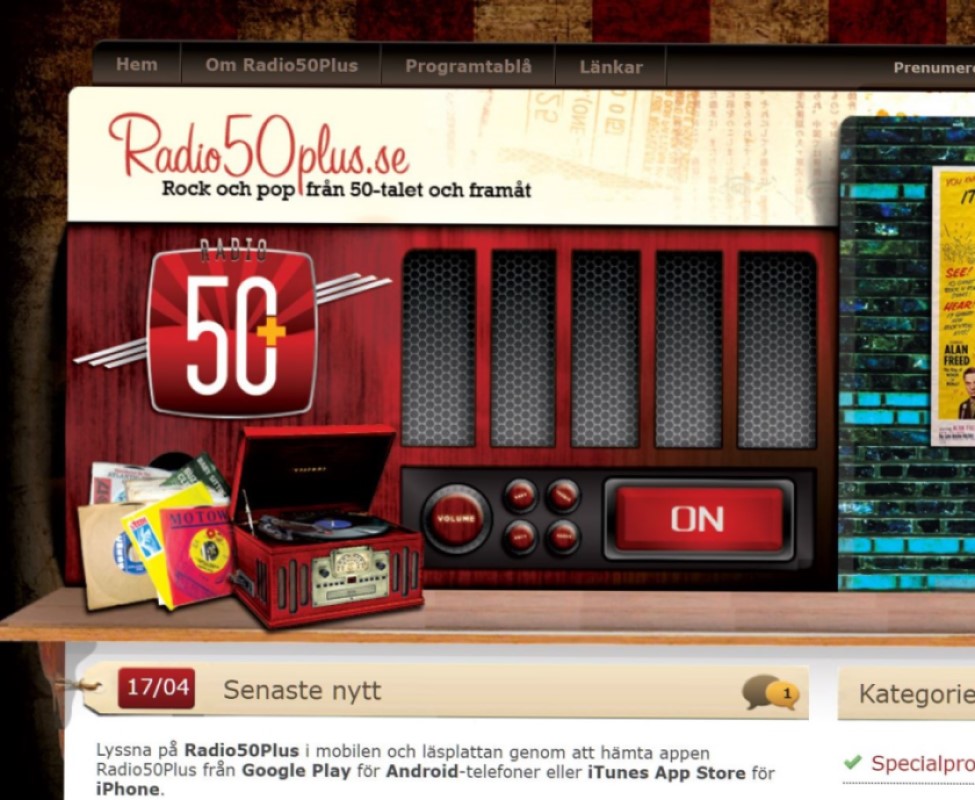 Hem Om Radio50Plus Programtablå Länkar
Radio50plus.se
Rock och pop från 50-talet och framåt
RADIO
50+
YOU
SEE!
HEAR
ALAN
FREED
MOTOW
VOLUME
ON
17/04 Senaste nytt 1
Lyssna på Radio50Plus i mobilen och läsplattan genom att hämta appen
Radio50Plus från Google Play för Android-telefoner eller iTunes App Store för
iPhone.